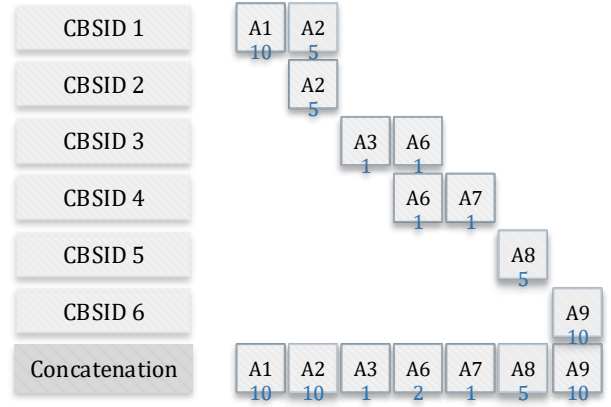 CBSID 1 A1 A2
10 5
CBSID 2 A2
5
CBSID 3 A3 A6
1 1
CBSID 4 A6 A7
1 1
CBSID 5 A8
5
CBSID 6 A9
10
Concatenation A1 A2 A3 A6 A7 A8 A9
10 10 1 2 1 5 10